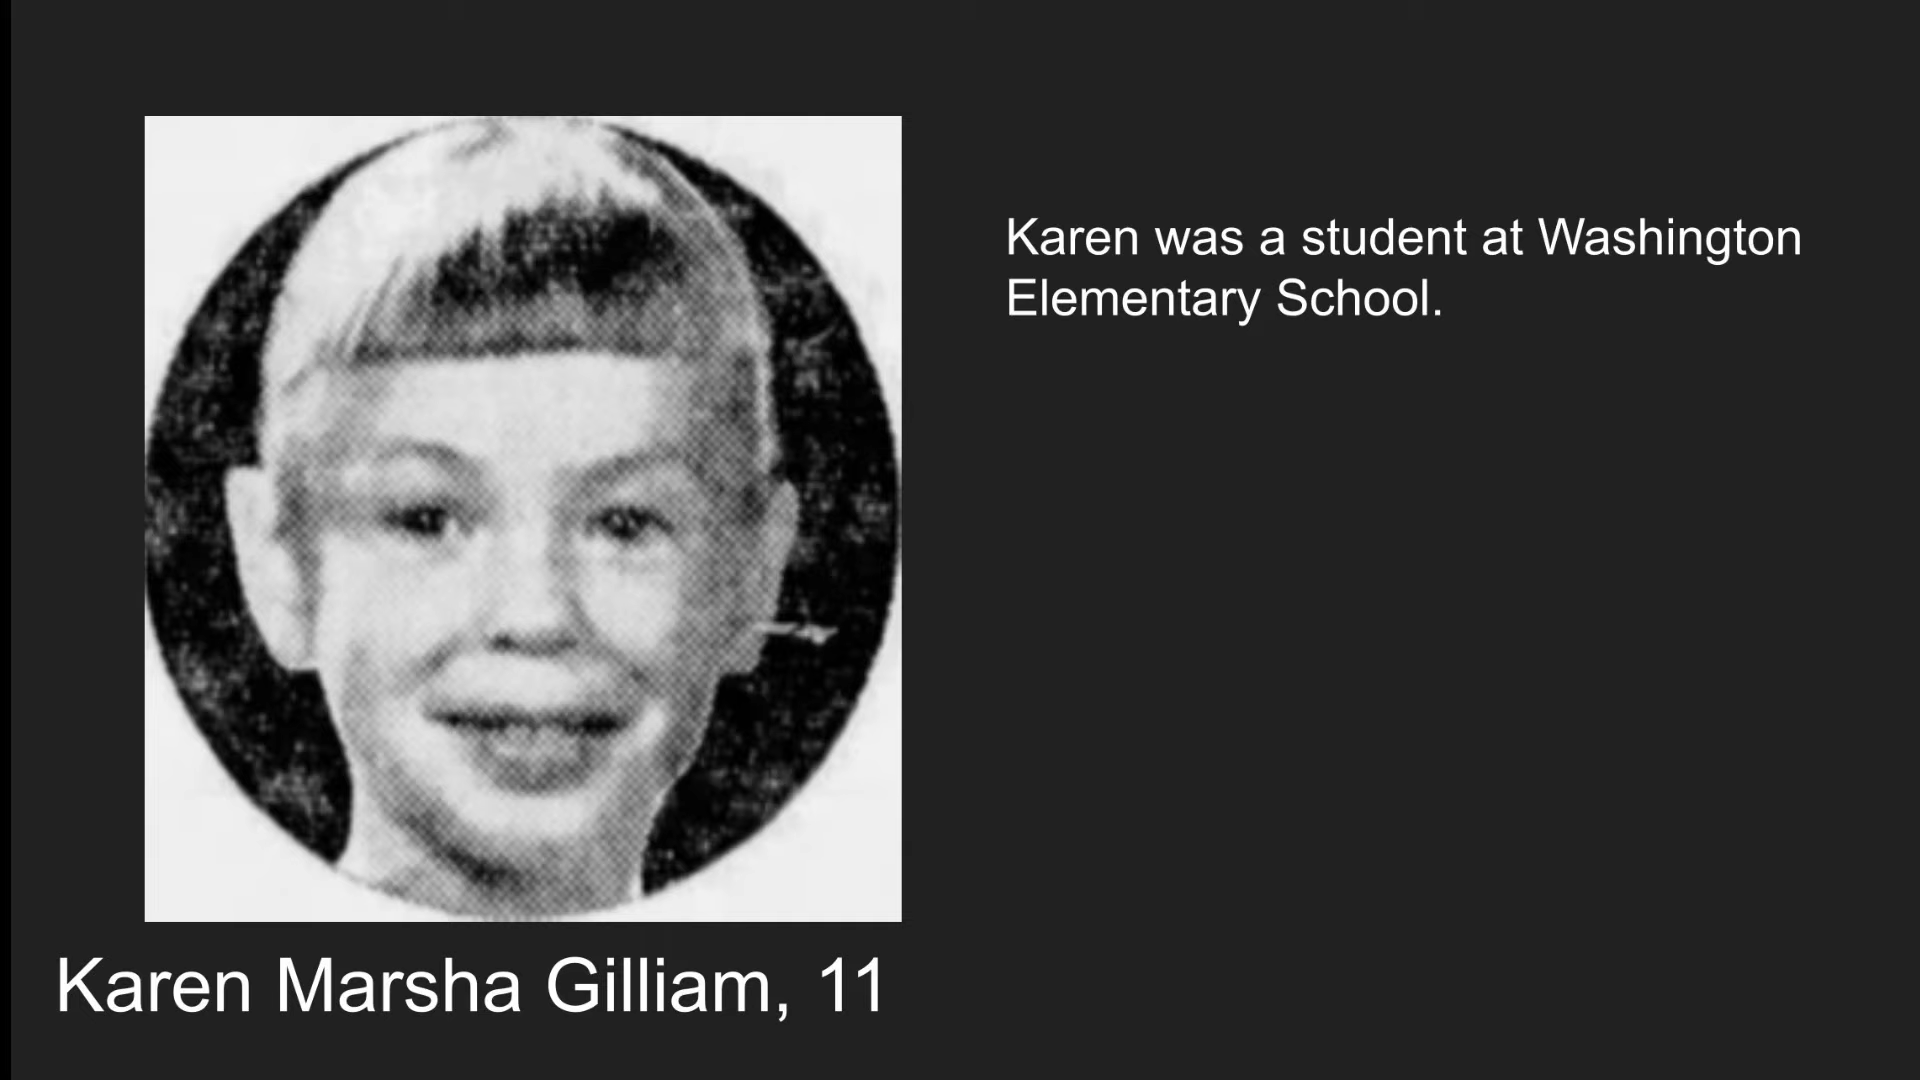 Karen was a student at Washington
Elementary School.
Karen Marsha Gilliam, 11